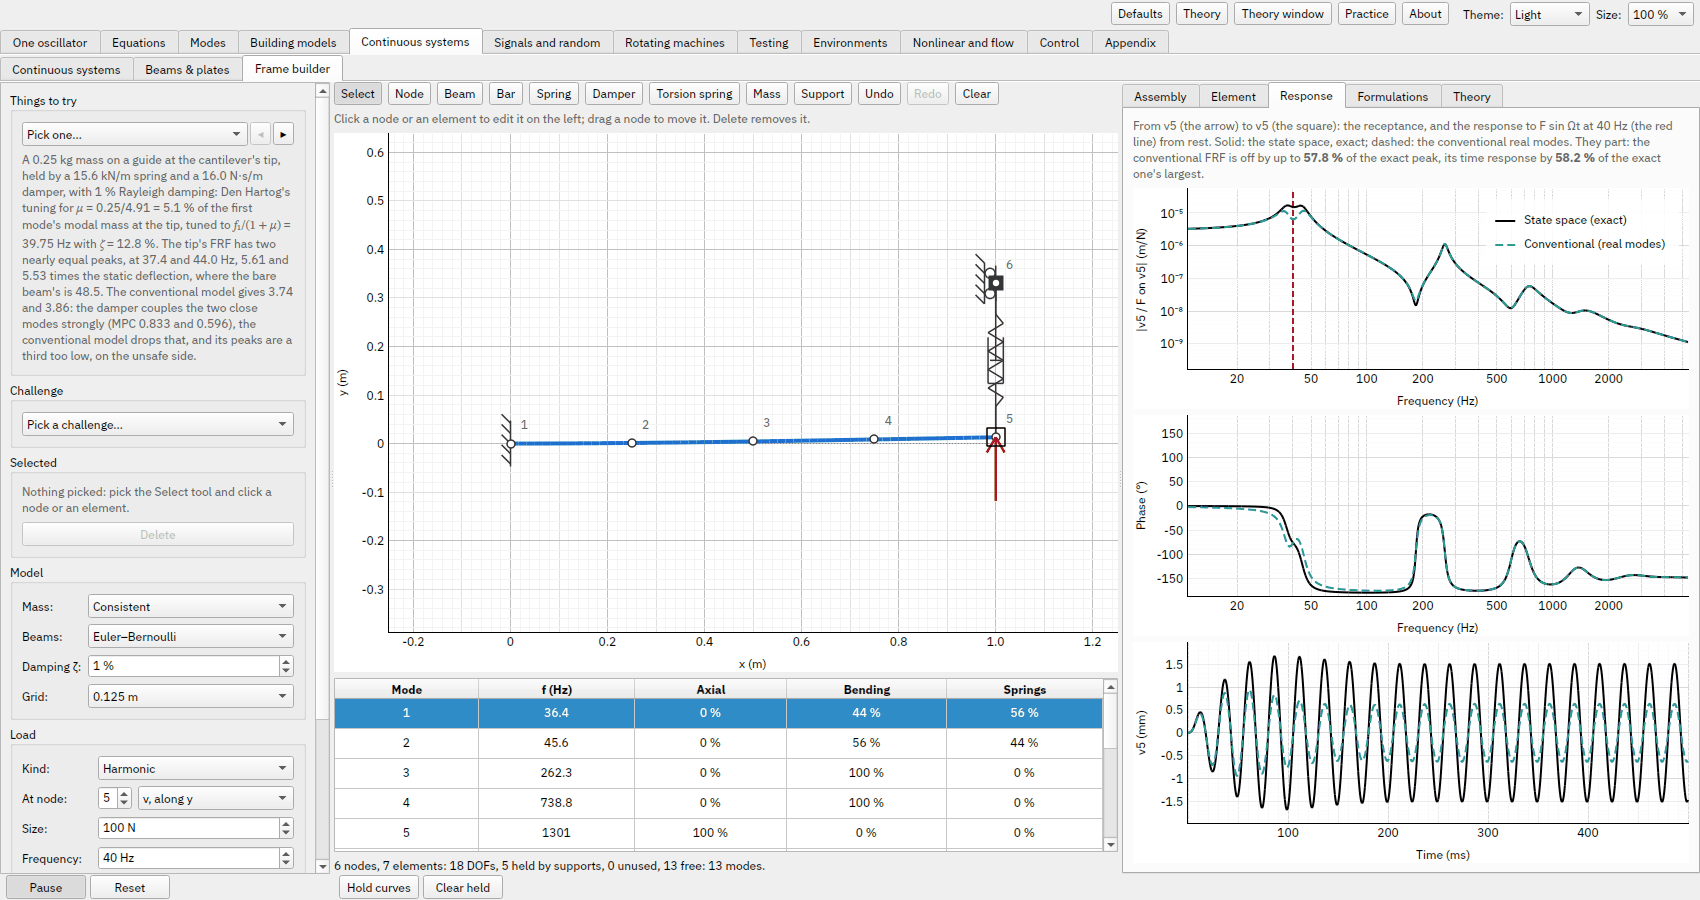 Defaults Theory Theory window Practice About Theme: Light Size: 100 %
One oscillator Equations Modes Building models Continuous systems Signals and random Rotating machines Testing Environments Nonlinear and flow Control Appendix
Continuous systems Beams & plates Frame builder
Things to try
Pick one...
A 0.25 kg mass on a guide at the cantilever's tip,
held by a 15.6 kN/m spring and a 16.0 N·s/m
damper, with 1 % Rayleigh damping: Den Hartog's
tuning for μ = 0.25/4.91 = 5.1 % of the first
mode's modal mass at the tip, tuned to f₁/(1 + μ) =
39.75 Hz with ζ = 12.8 %. The tip's FRF has two
nearly equal peaks, at 37.4 and 44.0 Hz, 5.61 and
5.53 times the static deflection, where the bare
beam's is 48.5. The conventional model gives 3.74
and 3.86: the damper couples the two close
modes strongly (MPC 0.833 and 0.596), the
conventional model drops that, and its peaks are a
third too low, on the unsafe side.
Challenge
Pick a challenge...
Selected
Nothing picked: pick the Select tool and click a
node or an element.
Delete
Model
Mass: Consistent
Beams: Euler–Bernoulli
Damping ζ: 1 %
Grid: 0.125 m
Load
Kind: Harmonic
At node: 5 v, along y
Size: 100 N
Frequency: 40 Hz
Pause Reset
Select Node Beam Bar Spring Damper Torsion spring Mass Support Undo Redo Clear
Click a node or an element to edit it on the left; drag a node to move it. Delete removes it.
0.6
0.5
0.4
0.3
0.2
0.1
0
-0.1
-0.2
-0.3
y (m)
1 2 3 4 5 6
-0.2 0 0.2 0.4 0.6 0.8 1.0 1.2
x (m)
Mode f (Hz) Axial Bending Springs
1 36.4 0 % 44 % 56 %
2 45.6 0 % 56 % 44 %
3 262.3 0 % 100 % 0 %
4 738.8 0 % 100 % 0 %
5 1301 100 % 0 % 0 %
6 nodes, 7 elements: 18 DOFs, 5 held by supports, 0 unused, 13 free: 13 modes.
Hold curves Clear held
Assembly Element Response Formulations Theory
From v5 (the arrow) to v5 (the square): the receptance, and the response to F sin Ωt at 40 Hz (the red
line) from rest. Solid: the state space, exact; dashed: the conventional real modes. They part: the
conventional FRF is off by up to 57.8 % of the exact peak, its time response by 58.2 % of the exact
one's largest.
|v5 / F on v5| (m/N)
10⁻⁵
10⁻⁶
10⁻⁷
10⁻⁸
10⁻⁹
State space (exact)
Conventional (real modes)
20 50 100 200 500 1000 2000
Frequency (Hz)
Phase (°)
150
100
50
0
-50
-100
-150
20 50 100 200 500 1000 2000
Frequency (Hz)
v5 (mm)
1.5
1
0.5
0
-0.5
-1
-1.5
100 200 300 400
Time (ms)